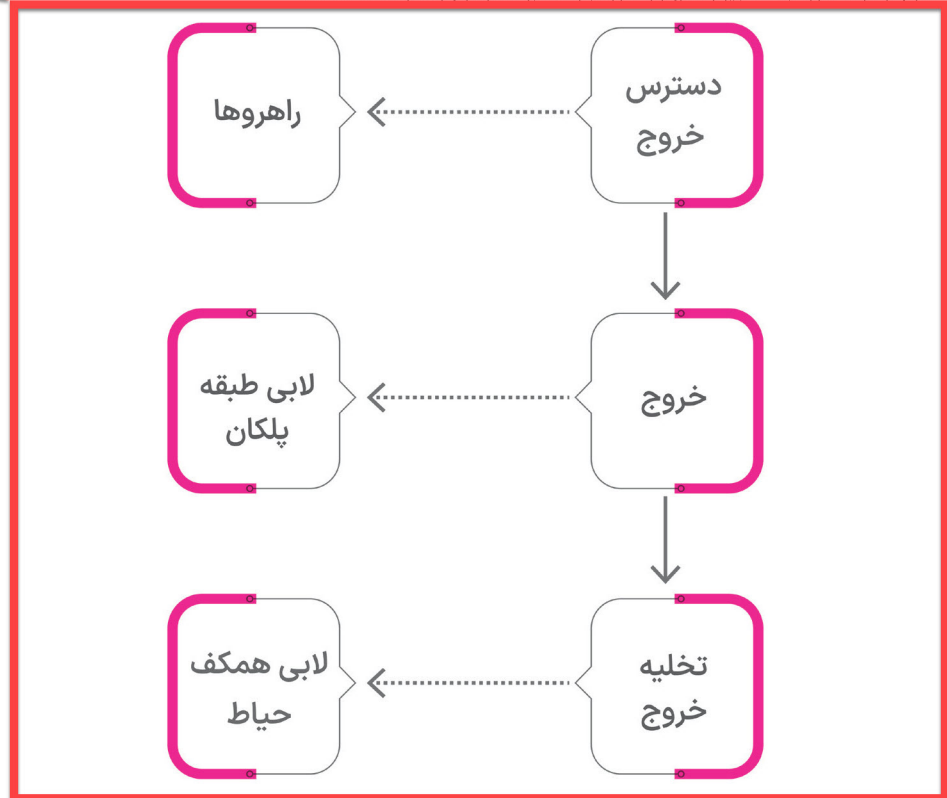 دسترس
خروج
راهروها
خروج
لابی طبقه
پلکان
تخلیه
خروج
لابی همکف
حیاط